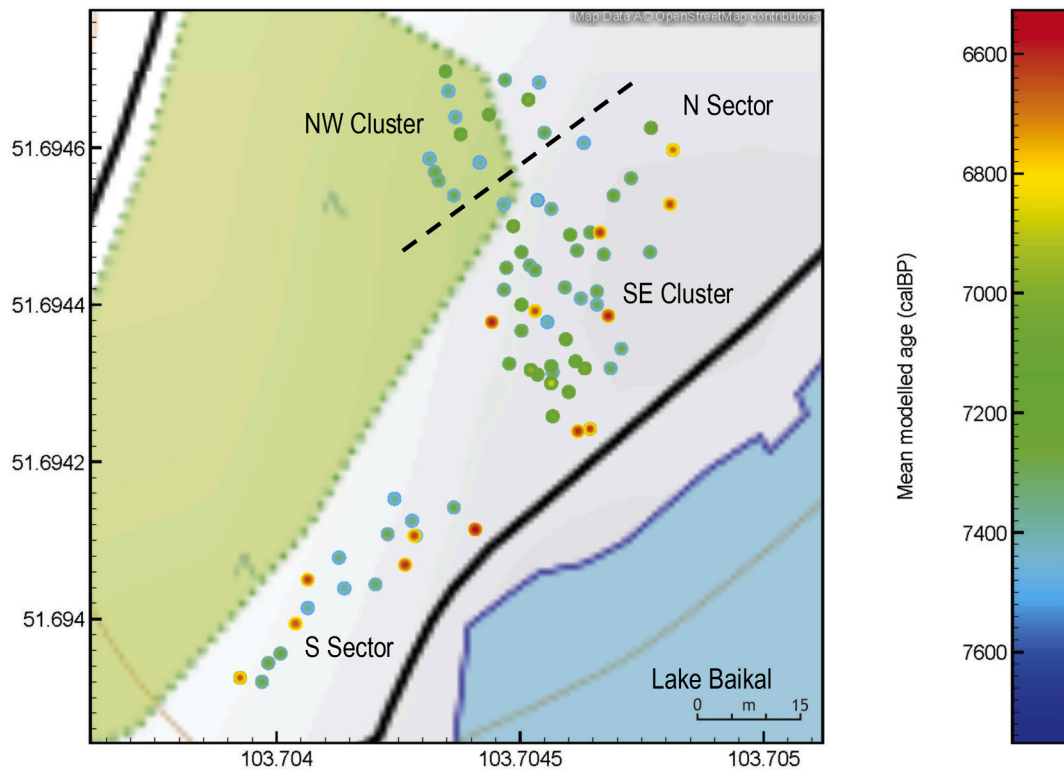 Map Data Â© OpenStreetMap contributors
NW Cluster
N Sector
SE Cluster
S Sector
Lake Baikal
0 m 15
51.6946
51.6944
51.6942
51.694
103.704
103.7045
103.705
Mean modelled age (calBP)
6600
6800
7000
7200
7400
7600